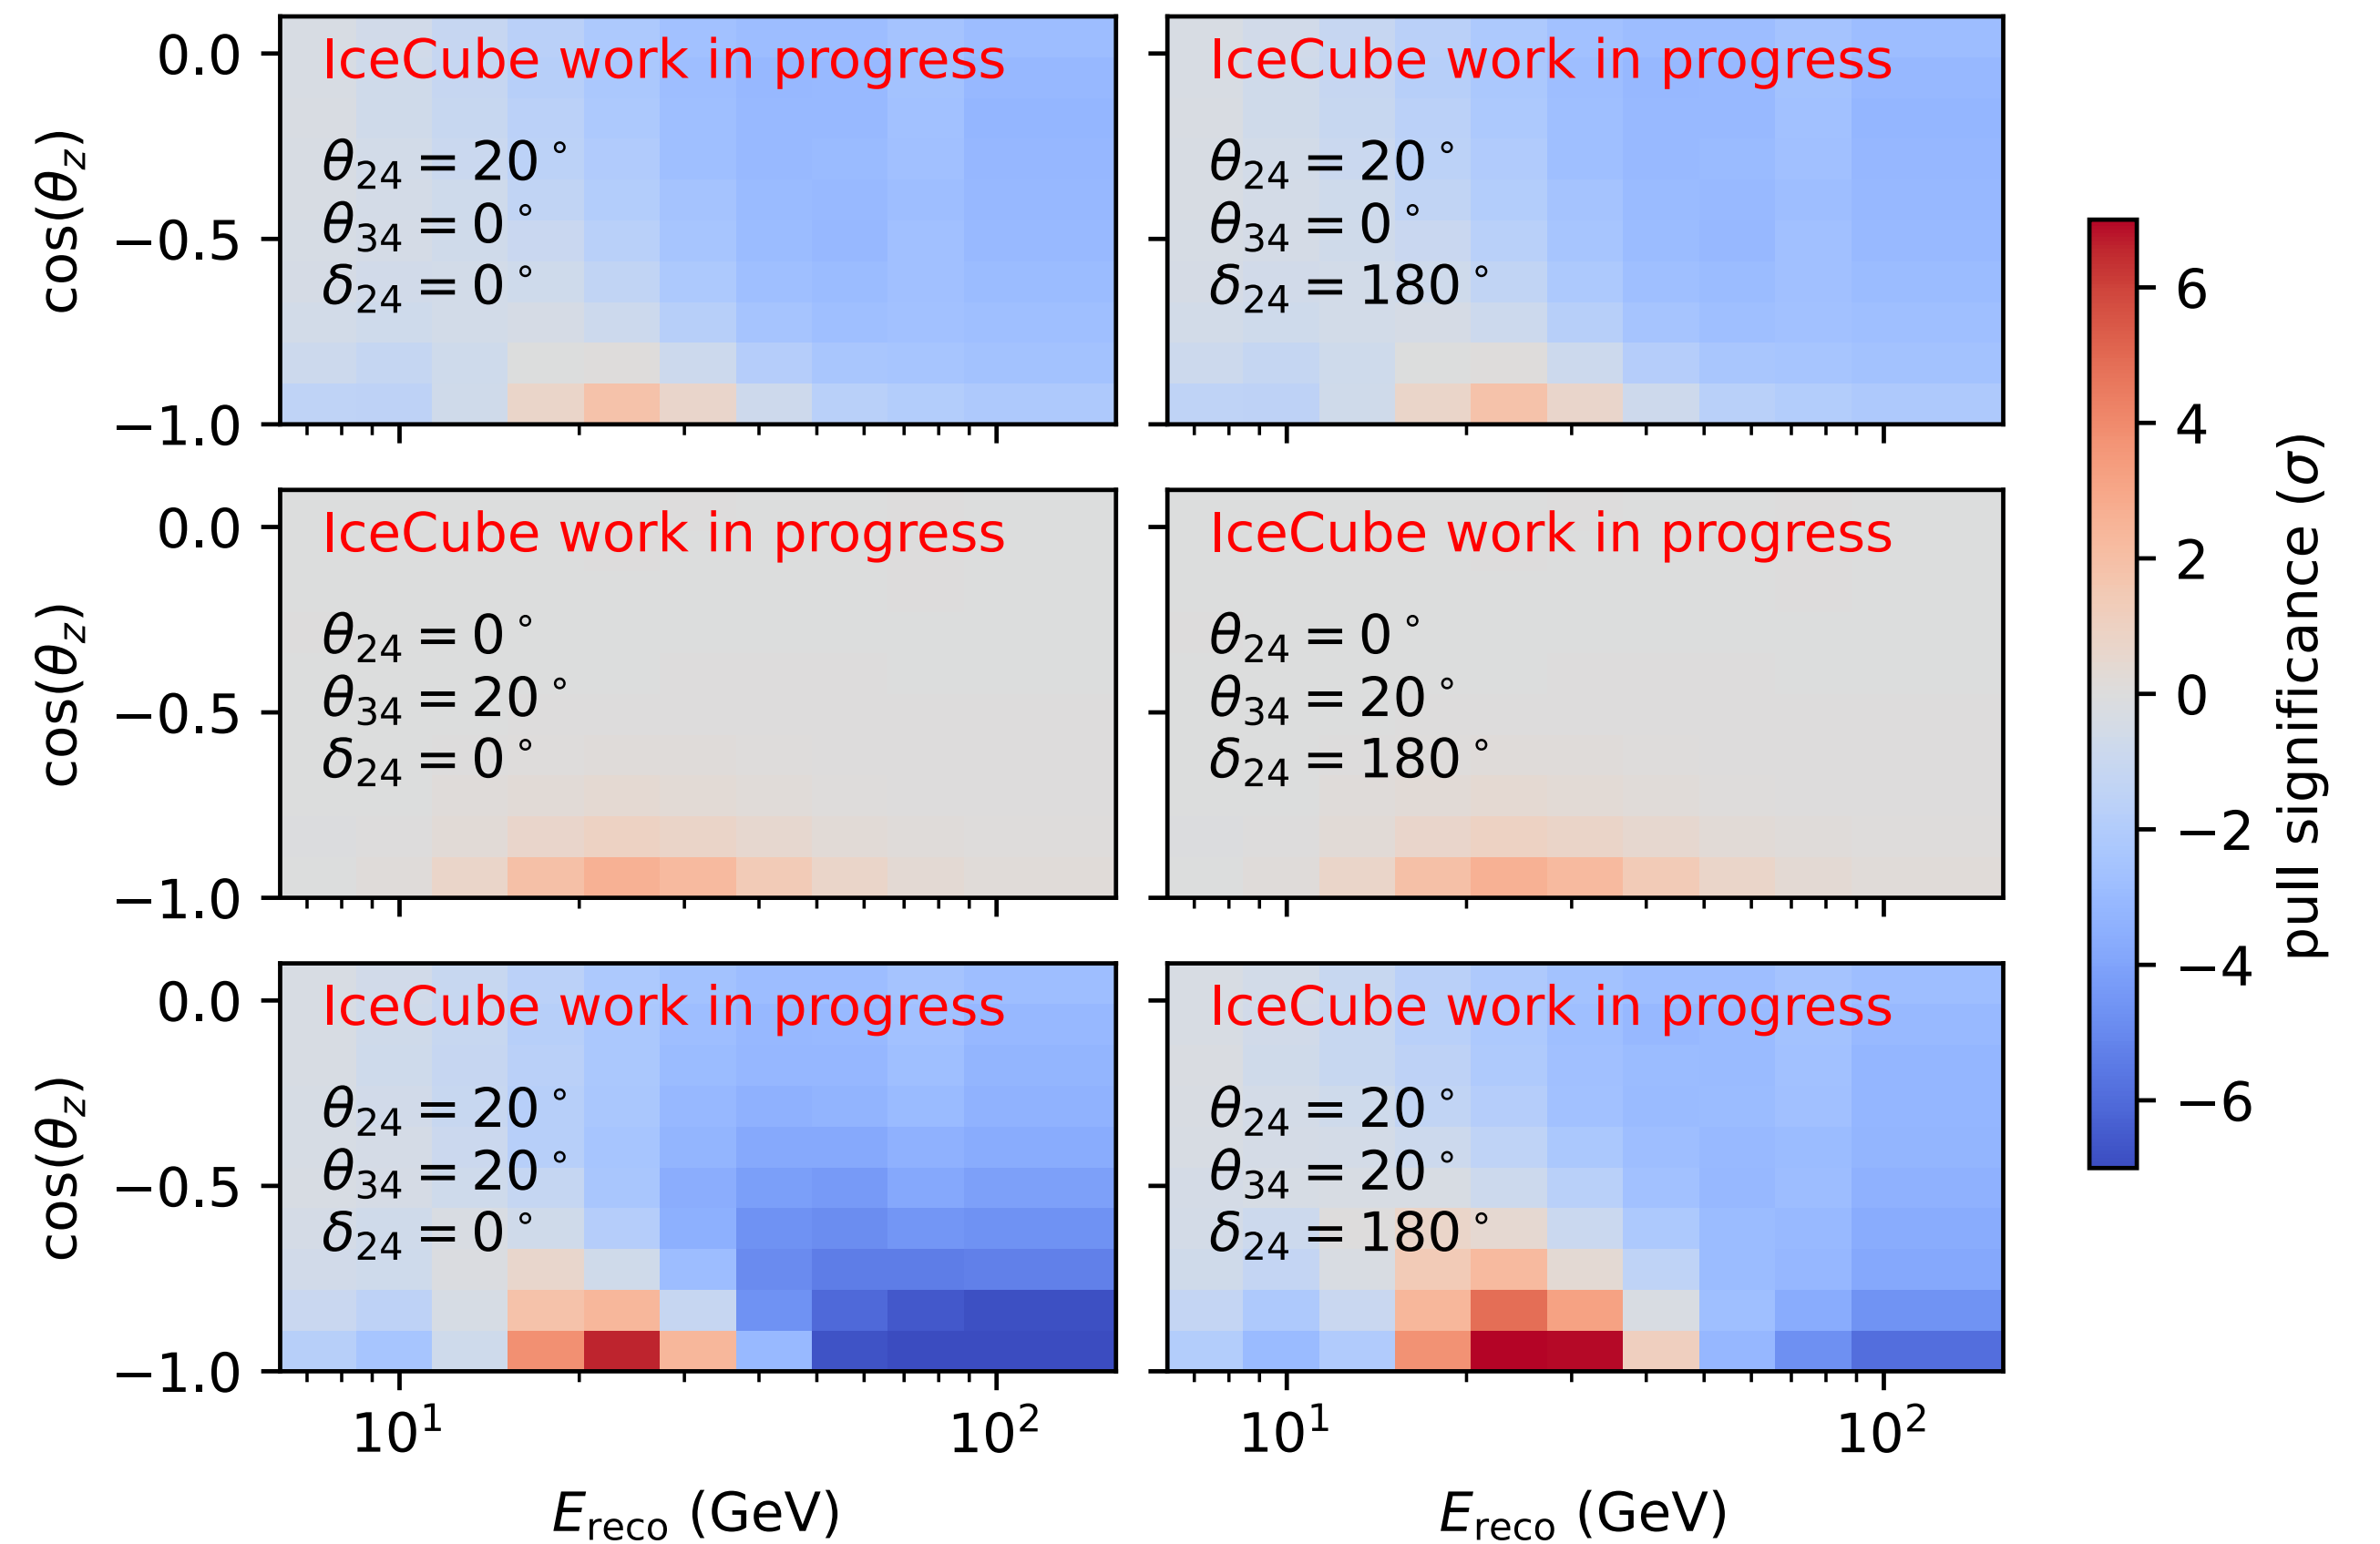 IceCube work in progress
θ₂₄ = 20°
θ₃₄ = 0°
δ₂₄ = 0°
cos(θ_z)
0.0
−0.5
−1.0
IceCube work in progress
θ₂₄ = 20°
θ₃₄ = 0°
δ₂₄ = 180°
IceCube work in progress
θ₂₄ = 0°
θ₃₄ = 20°
δ₂₄ = 0°
cos(θ_z)
0.0
−0.5
−1.0
IceCube work in progress
θ₂₄ = 0°
θ₃₄ = 20°
δ₂₄ = 180°
IceCube work in progress
θ₂₄ = 20°
θ₃₄ = 20°
δ₂₄ = 0°
cos(θ_z)
0.0
−0.5
−1.0
10¹
10²
E_reco (GeV)
IceCube work in progress
θ₂₄ = 20°
θ₃₄ = 20°
δ₂₄ = 180°
10¹
10²
E_reco (GeV)
6
4
2
0
−2
−4
−6
pull significance (σ)